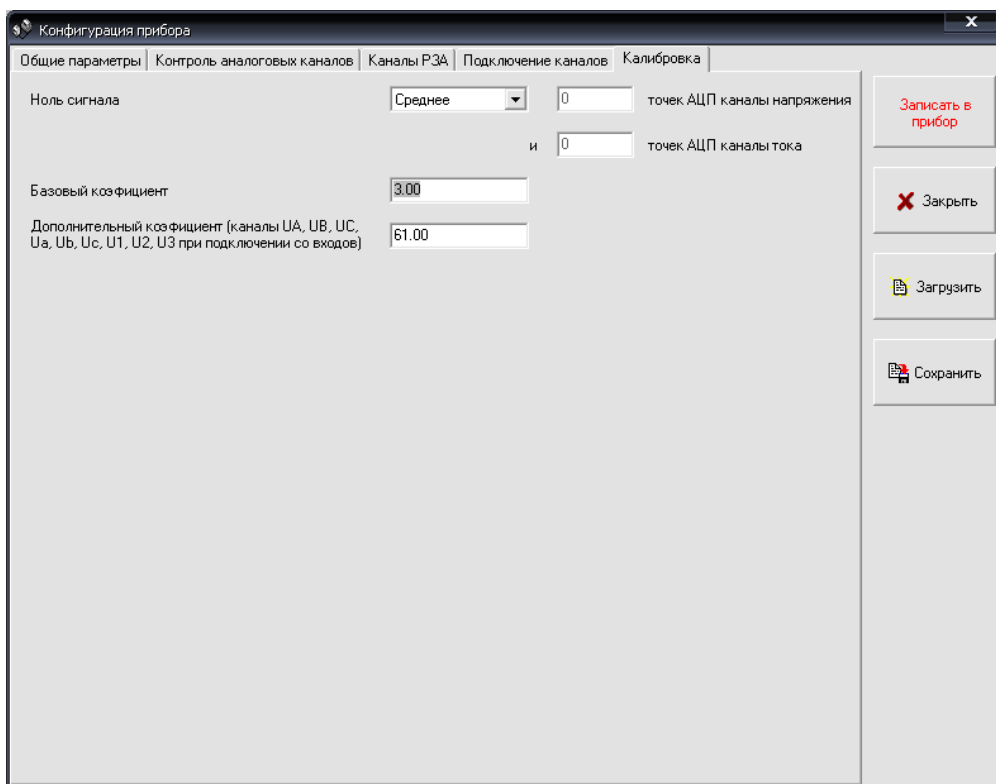 Конфигурация прибора
x
Общие параметры Контроль аналоговых каналов Каналы РЗА Подключение каналов Калибровка
Ноль сигнала Среднее 0 точек АЦП каналы напряжения
и 0 точек АЦП каналы тока
Базовый коэфициент 3.00
Дополнительный коэфициент (каналы UA, UB, UC,
Ua, Ub, Uc, U1, U2, U3 при подключении со входов) 61.00
Записать в
прибор
Закрыть
Загрузить
Сохранить